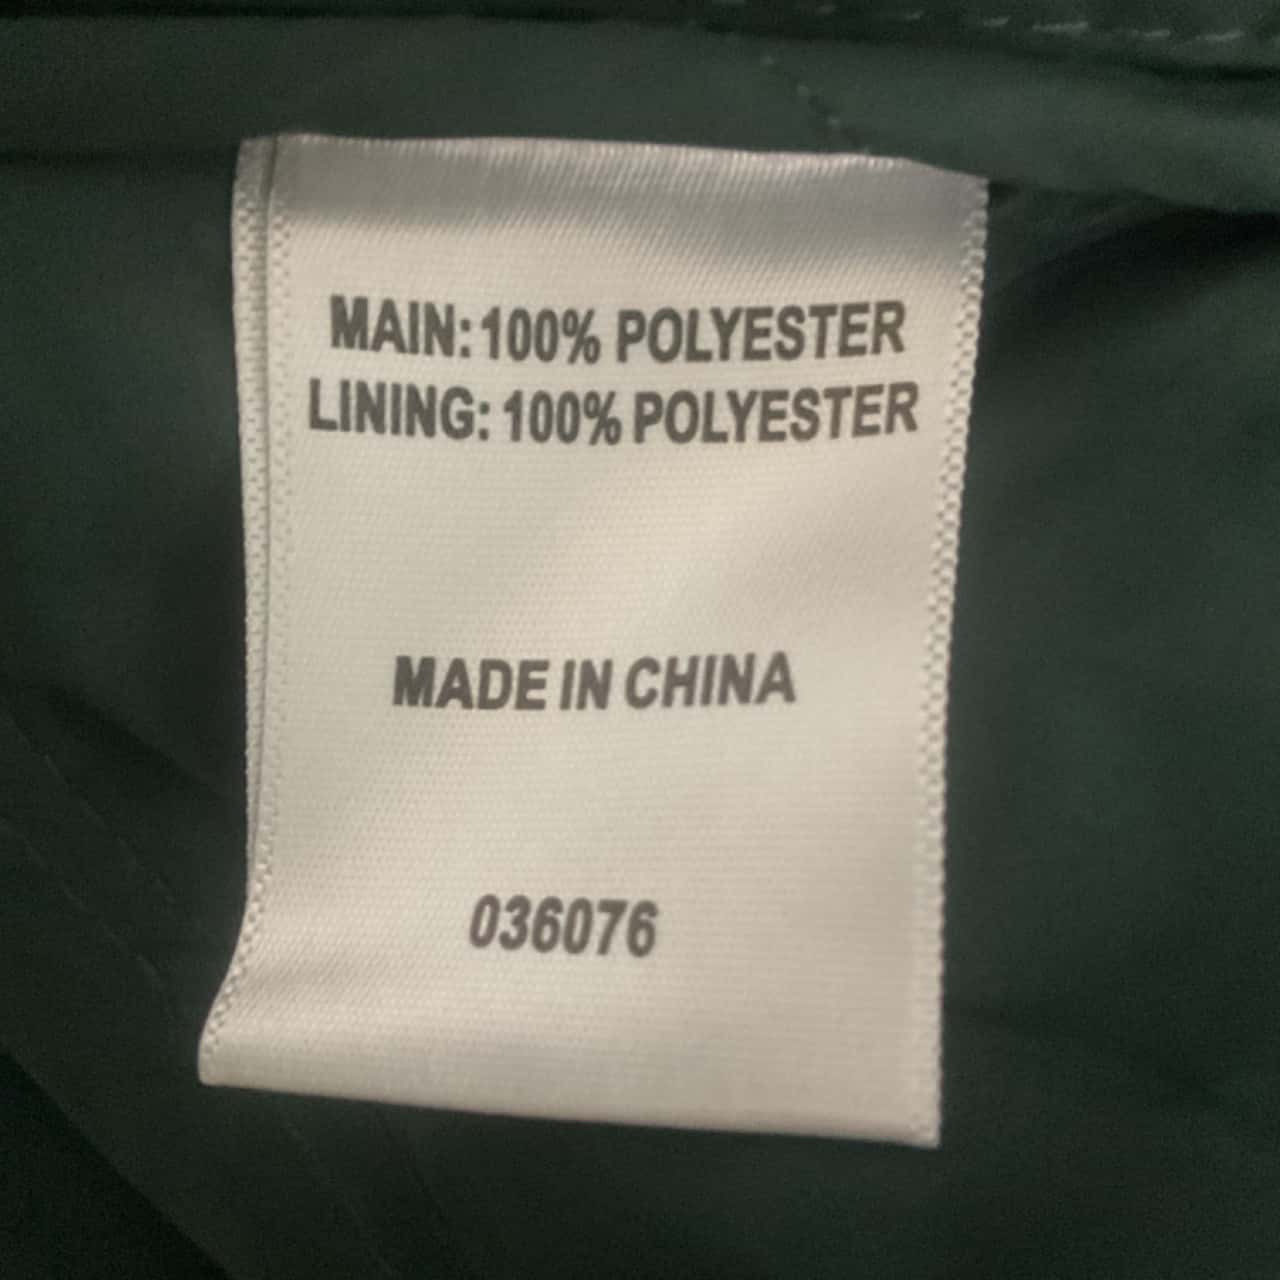 MAIN: 100% POLYESTER
LINING: 100% POLYESTER
MADE IN CHINA
036076